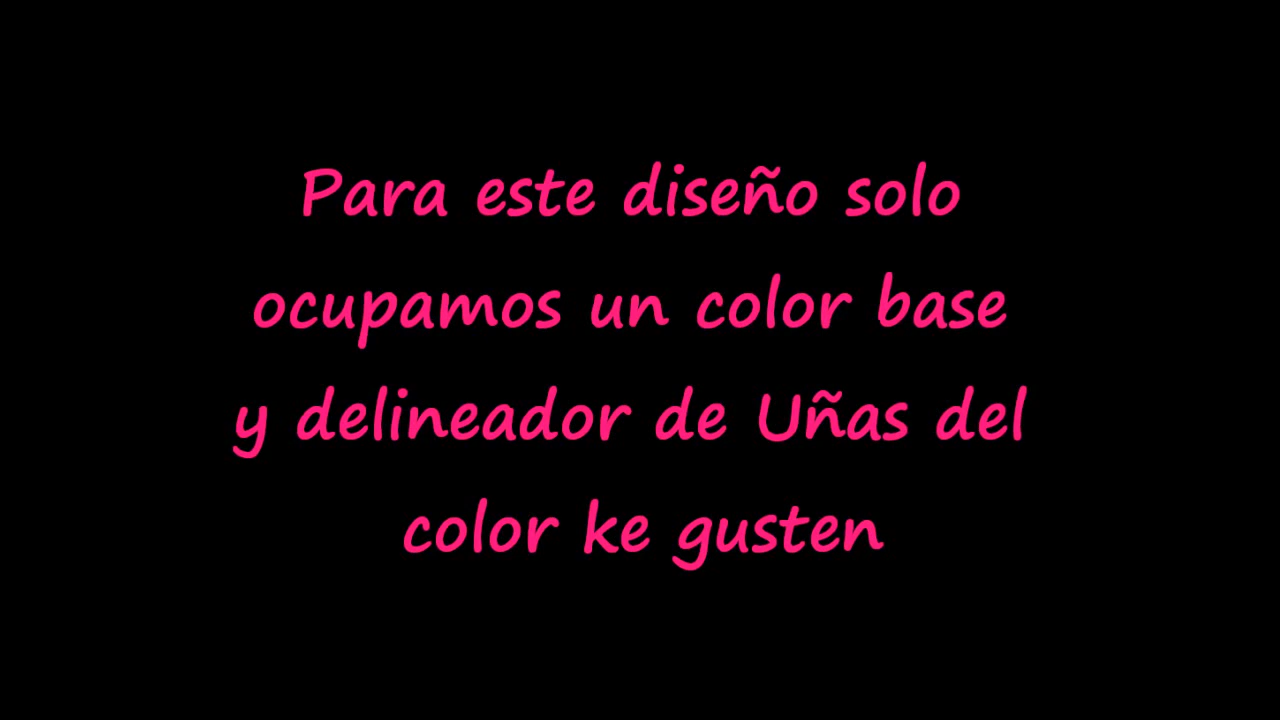 Para este diseño solo
ocupamos un color base
y delineador de Uñas del
color ke gusten